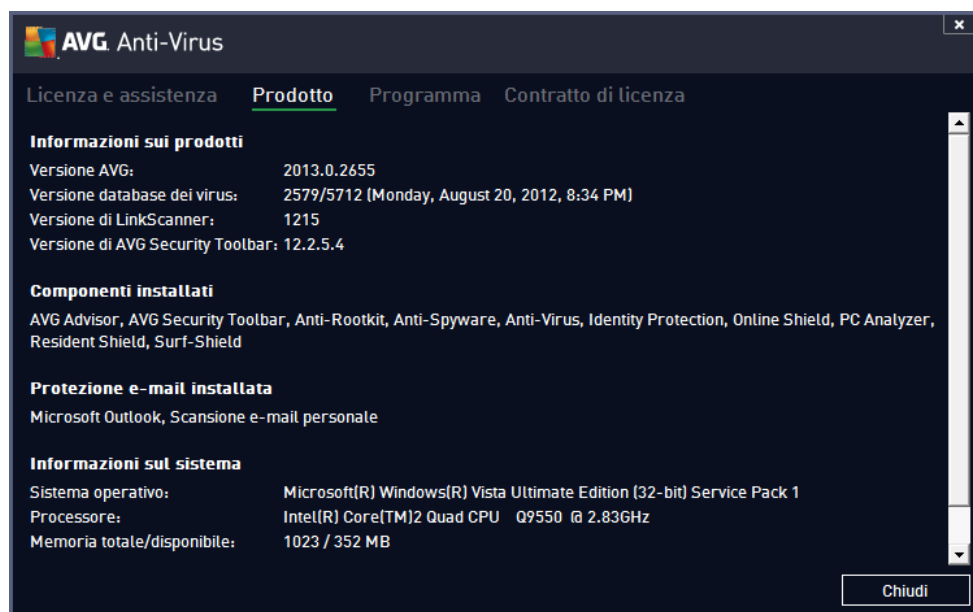 AVG. Anti-Virus
x
Licenza e assistenza Prodotto Programma Contratto di licenza
Informazioni sui prodotti
Versione AVG: 2013.0.2655
Versione database dei virus: 2579/5712 (Monday, August 20, 2012, 8:34 PM)
Versione di LinkScanner: 1215
Versione di AVG Security Toolbar: 12.2.5.4
Componenti installati
AVG Advisor, AVG Security Toolbar, Anti-Rootkit, Anti-Spyware, Anti-Virus, Identity Protection, Online Shield, PC Analyzer,
Resident Shield, Surf-Shield
Protezione e-mail installata
Microsoft Outlook, Scansione e-mail personale
Informazioni sul sistema
Sistema operativo: Microsoft(R) Windows(R) Vista Ultimate Edition (32-bit) Service Pack 1
Processore: Intel(R) Core(TM)2 Quad CPU Q9550 @ 2.83GHz
Memoria totale/disponibile: 1023 / 352 MB
Chiudi